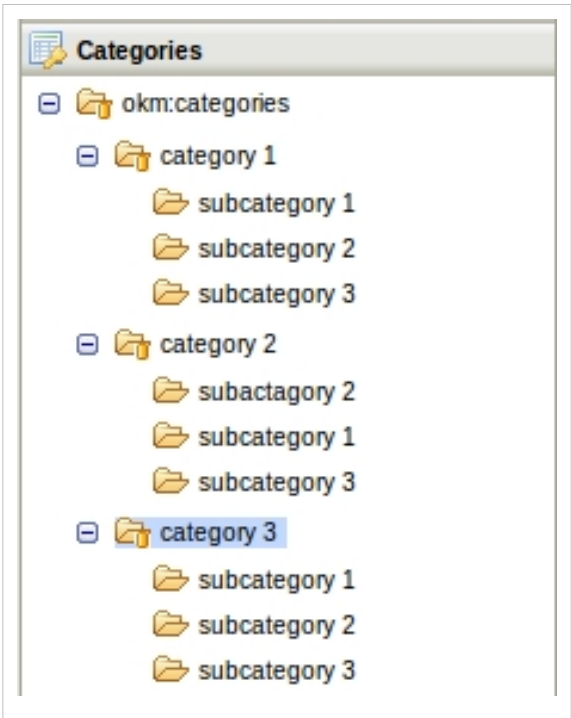 Categories
okm:categories
category 1
subcategory 1
subcategory 2
subcategory 3
category 2
subactagory 2
subcategory 1
subcategory 3
category 3
subcategory 1
subcategory 2
subcategory 3